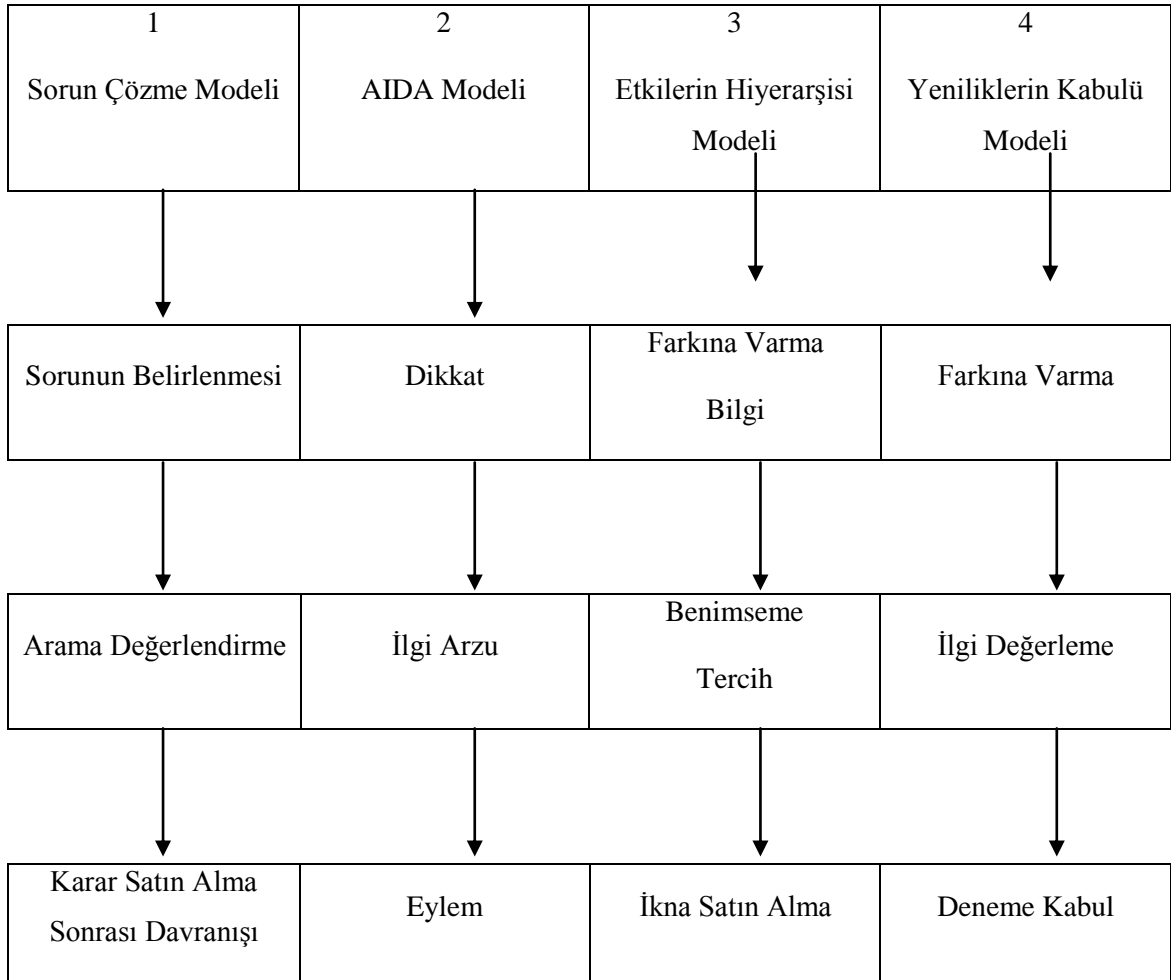 1
2
3
4
Sorun Çözme Modeli
AIDA Modeli
Etkilerin Hiyerarşisi
Modeli
Yeniliklerin Kabulü
Modeli
Sorunun Belirlenmesi
Dikkat
Farkına Varma
Bilgi
Farkına Varma
Arama Değerlendirme
İlgi Arzu
Benimseme
Tercih
İlgi Değerleme
Karar Satın Alma
Sonrası Davranışı
Eylem
İkna Satın Alma
Deneme Kabul